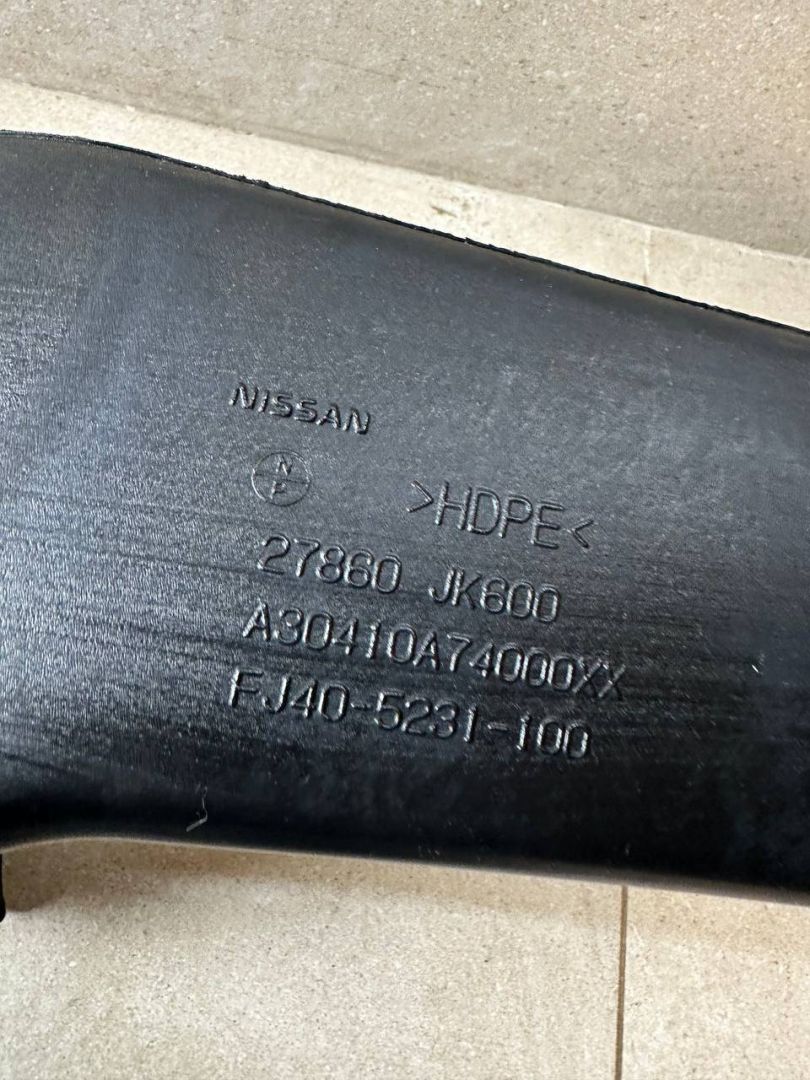 NISSAN
N
P
>HDPE<
27860 JK600
A30410A74000XX
FJ40-5231-100